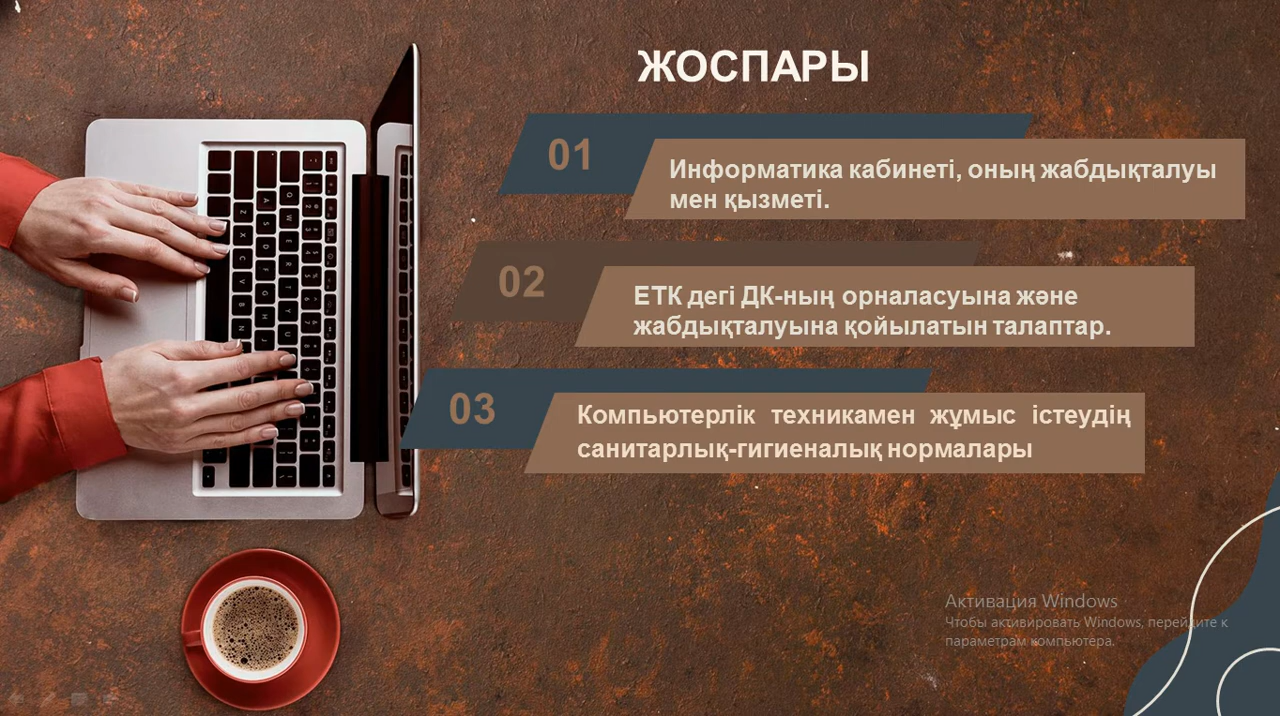 ЖОСПАРЫ
01
Информатика кабинеті, оның жабдықталуы
мен қызметі.
02
ЕТК дегі ДК-ның орналасуына және
жабдықталуына қойылатын талаптар.
03
Компьютерлік техникамен жұмыс істеудің
санитарлық-гигиеналық нормалары
Активация Windows
Чтобы активировать Windows, перейдите к
параметрам компьютера.